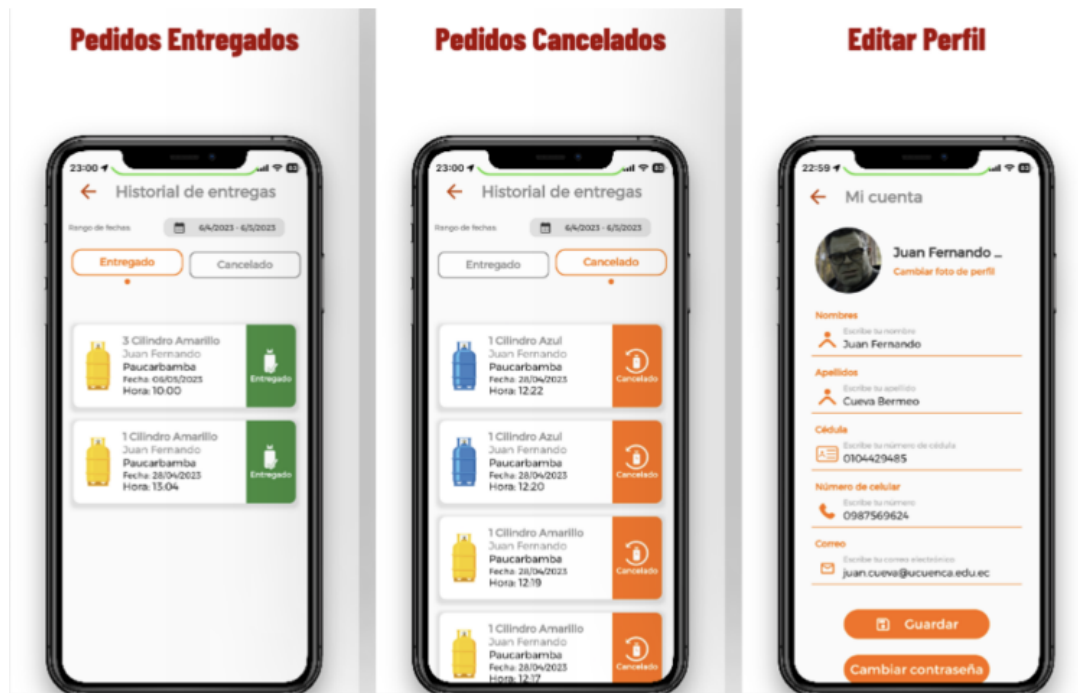 Pedidos Entregados
23:00
Historial de entregas
Rango de fechas
6/4/2023 - 6/5/2023
Entregado
Cancelado
3 Cilindro Amarillo
Juan Fernando
Paucarbamba
Fecha: 06/05/2023
Hora: 10:00
Entregado
1 Cilindro Amarillo
Juan Fernando
Paucarbamba
Fecha: 28/04/2023
Hora: 13:04
Entregado
Pedidos Cancelados
23:00
Historial de entregas
Rango de fechas
6/4/2023 - 6/5/2023
Entregado
Cancelado
1 Cilindro Azul
Juan Fernando
Paucarbamba
Fecha: 28/04/2023
Hora: 12:22
Cancelado
1 Cilindro Azul
Juan Fernando
Paucarbamba
Fecha: 28/04/2023
Hora: 12:20
Cancelado
1 Cilindro Amarillo
Juan Fernando
Paucarbamba
Fecha: 28/04/2023
Hora: 12:19
Cancelado
1 Cilindro Amarillo
Juan Fernando
Paucarbamba
Fecha: 28/04/2023
Hora: 12:17
Cancelado
Editar Perfil
22:59
Mi cuenta
Juan Fernando _
Cambiar foto de perfil
Nombres
Escribe tu nombre
Juan Fernando
Apellidos
Escribe tu apellido
Cueva Bermeo
Cédula
Escribe tu número de cédula
0104429485
Número de celular
Escribe tu número
0987569624
Correo
Escribe tu correo electrónico
juan.cueva@ucuenca.edu.ec
Guardar
Cambiar contraseña